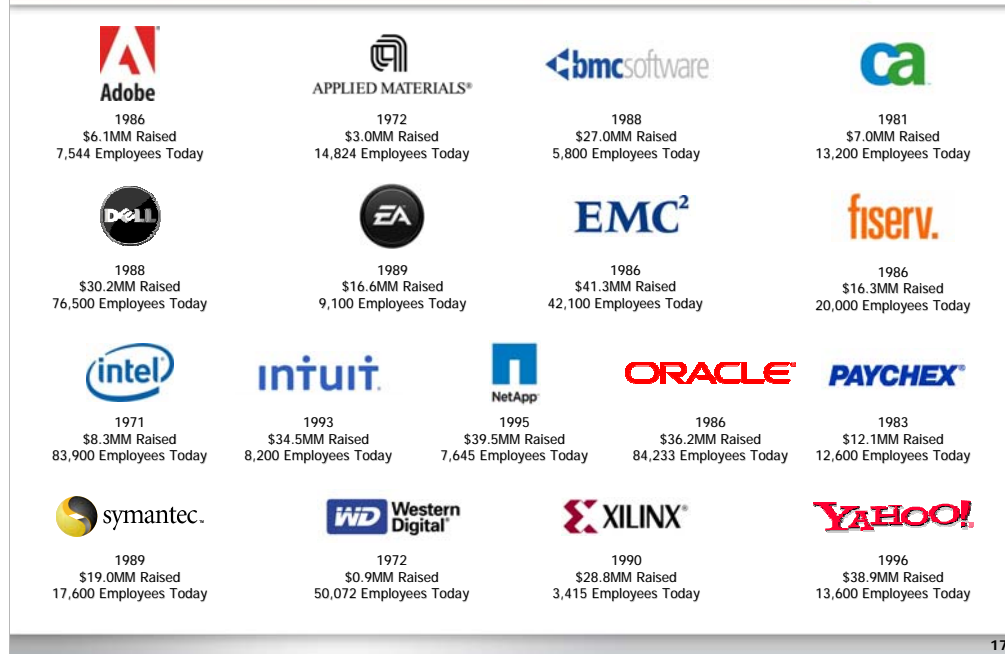 Adobe
APPLIED MATERIALS®
bmcsoftware
ca
1986
$6.1MM Raised
7,544 Employees Today
1972
$3.0MM Raised
14,824 Employees Today
1988
$27.0MM Raised
5,800 Employees Today
1981
$7.0MM Raised
13,200 Employees Today
DELL
EA
EMC²
fiserv.
1988
$30.2MM Raised
76,500 Employees Today
1989
$16.6MM Raised
9,100 Employees Today
1986
$41.3MM Raised
42,100 Employees Today
1986
$16.3MM Raised
20,000 Employees Today
intel
intuit.
NetApp
ORACLE
PAYCHEX®
1971
$8.3MM Raised
83,900 Employees Today
1993
$34.5MM Raised
8,200 Employees Today
1995
$39.5MM Raised
7,645 Employees Today
1986
$36.2MM Raised
84,233 Employees Today
1983
$12.1MM Raised
12,600 Employees Today
symantec.
WD Western
Digital®
XILINX®
YAHOO!
1989
$19.0MM Raised
17,600 Employees Today
1972
$0.9MM Raised
50,072 Employees Today
1990
$28.8MM Raised
3,415 Employees Today
1996
$38.9MM Raised
13,600 Employees Today
17